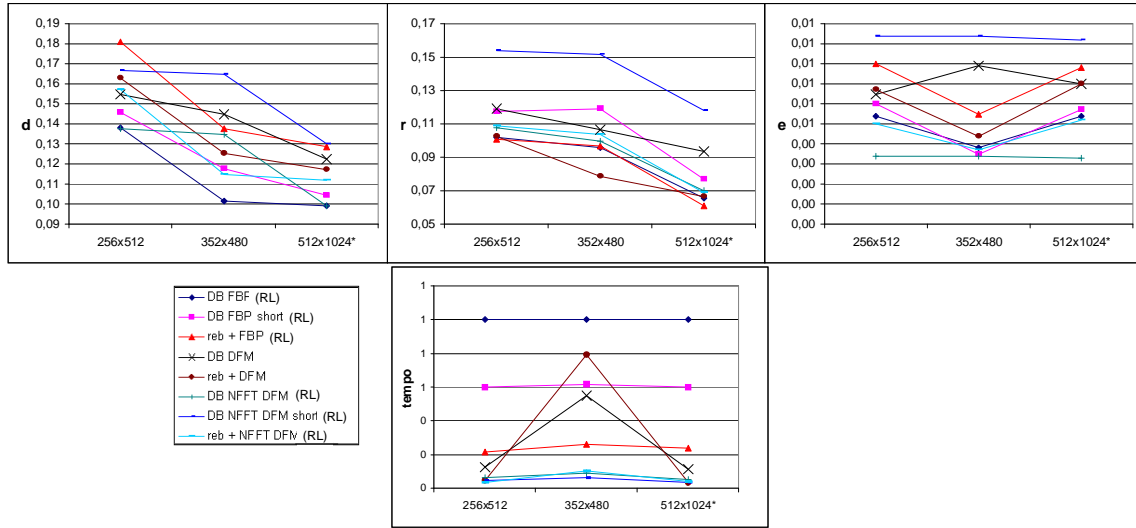 0,19
0,18
0,17
0,16
0,15
0,14
0,13
0,12
0,11
0,10
0,09
d
256x512 352x480 512x1024*
0,17
0,15
0,13
0,11
0,09
0,07
0,05
r
256x512 352x480 512x1024*
0,01
0,01
0,01
0,01
0,01
0,01
0,00
0,00
0,00
0,00
0,00
e
256x512 352x480 512x1024*
DB FBP (RL)
DB FBP short (RL)
reb + FBP (RL)
DB DFM
reb + DFM
DB NFFT DFM (RL)
DB NFFT DFM short (RL)
reb + NFFT DFM (RL)
1
1
1
1
0
0
0
tempo
256x512 352x480 512x1024*